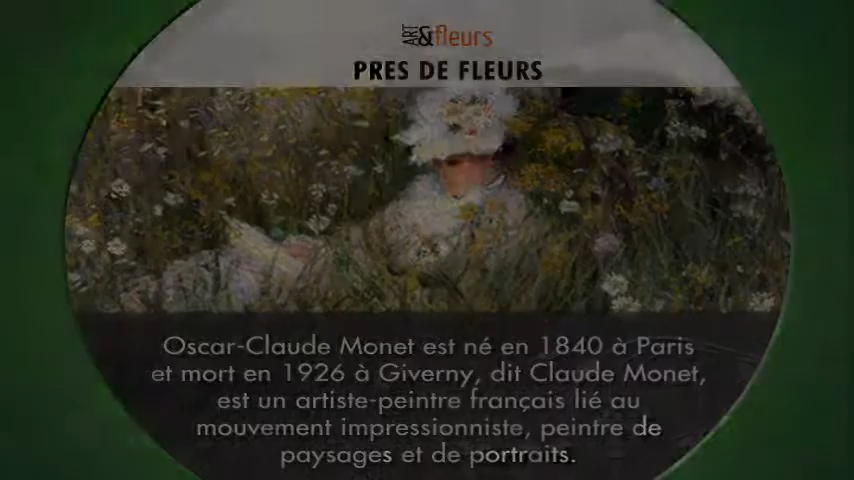 ART&fleurs
PRES DE FLEURS
Oscar-Claude Monet est né en 1840 à Paris
et mort en 1926 à Giverny, dit Claude Monet,
est un artiste-peintre français lié au
mouvement impressionniste, peintre de
paysages et de portraits.